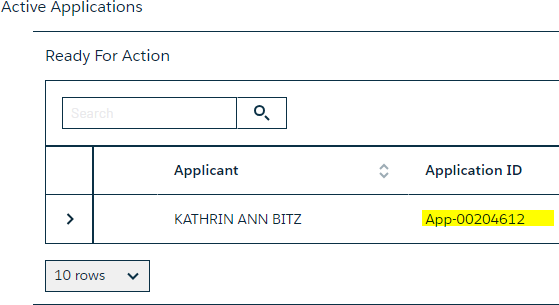 Active Applications
Ready For Action
Search
Applicant Application ID
KATHRIN ANN BITZ App-00204612
10 rows